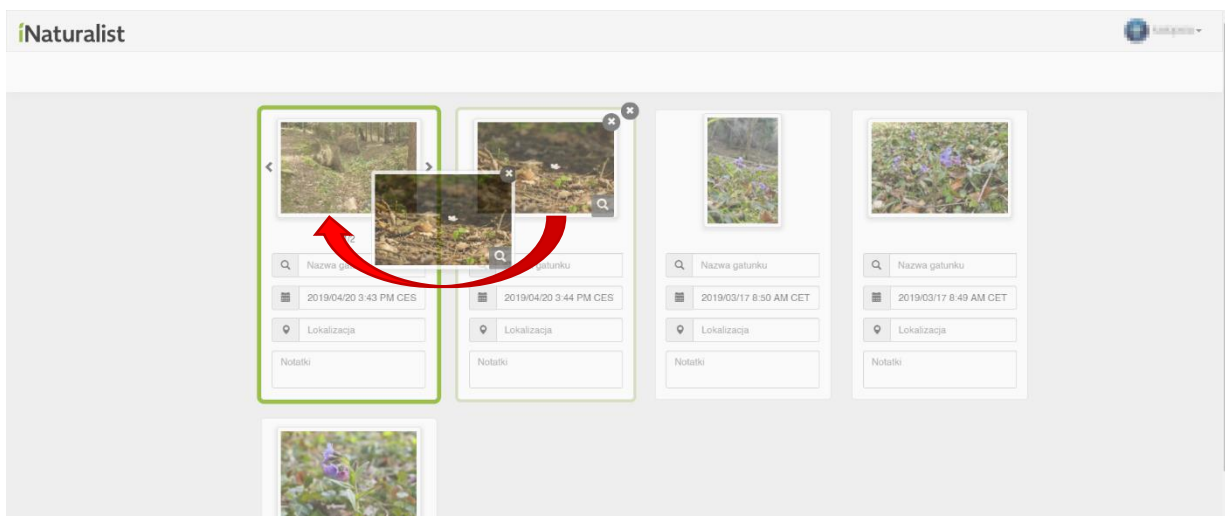 iNaturalist
2
Nazwa
gatunku
Nazwa gatunku
Nazwa gatunku
2019/04/20 3:43 PM CES
2019/04/20 3:44 PM CES
2019/03/17 8:50 AM CET
2019/03/17 8:49 AM CET
Lokalizacja
Lokalizacja
Lokalizacja
Lokalizacja
Notatki
Notatki
Notatki
Notatki